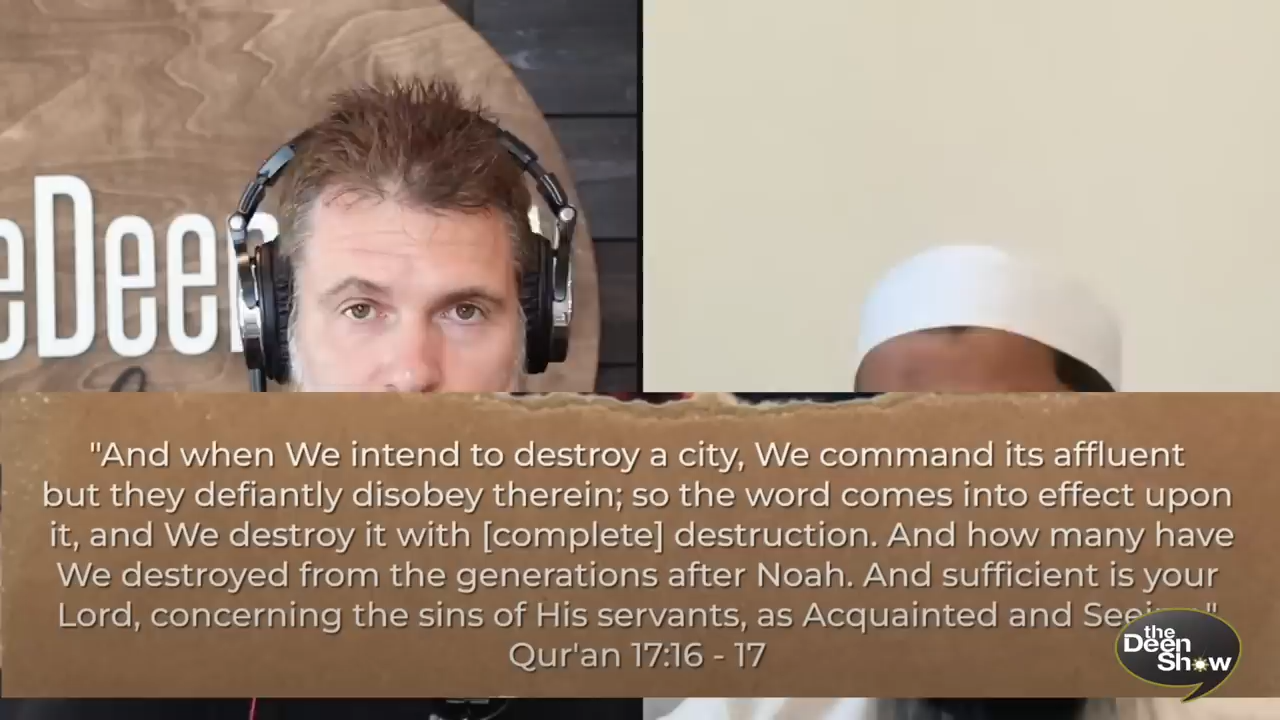 eDeen
"And when We intend to destroy a city, We command its affluent
but they defiantly disobey therein; so the word comes into effect upon
it, and We destroy it with [complete] destruction. And how many have
We destroyed from the generations after Noah. And sufficient is your
Lord, concerning the sins of His servants, as Acquainted and
Qur'an 17:16 - 17
the
Deen
Show